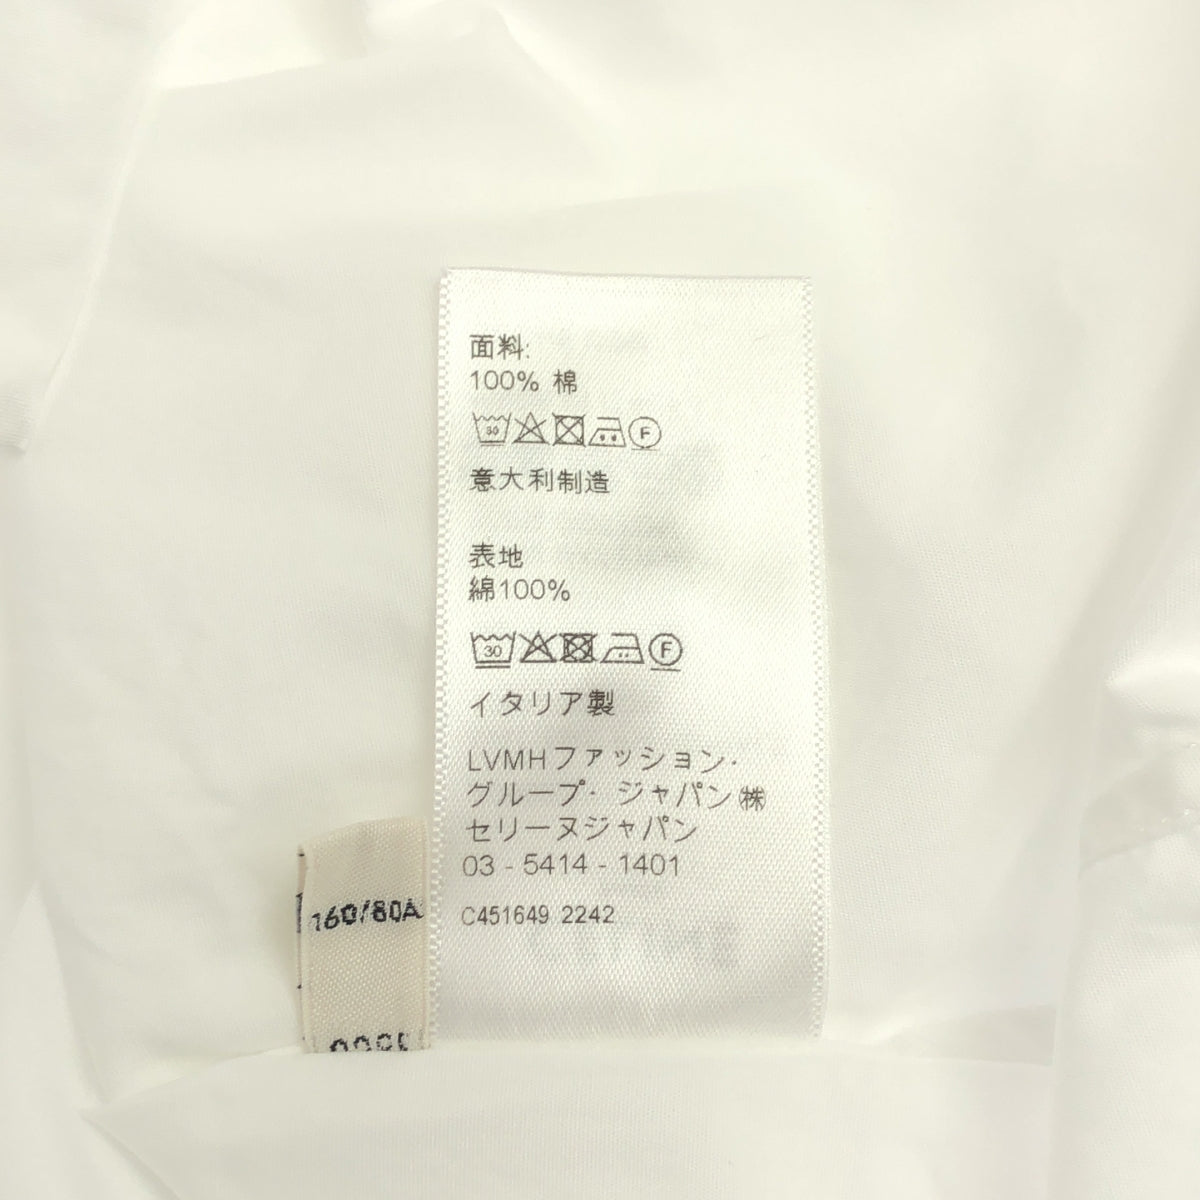 面料:
100% 棉
30 F
意大利制造
表地
綿100%
30 F
イタリア製
LVMHファッション・
グループ・ ジャパン㈱
セリーヌジャパン
03 - 5414 - 1401
C451649 2242
160/80A